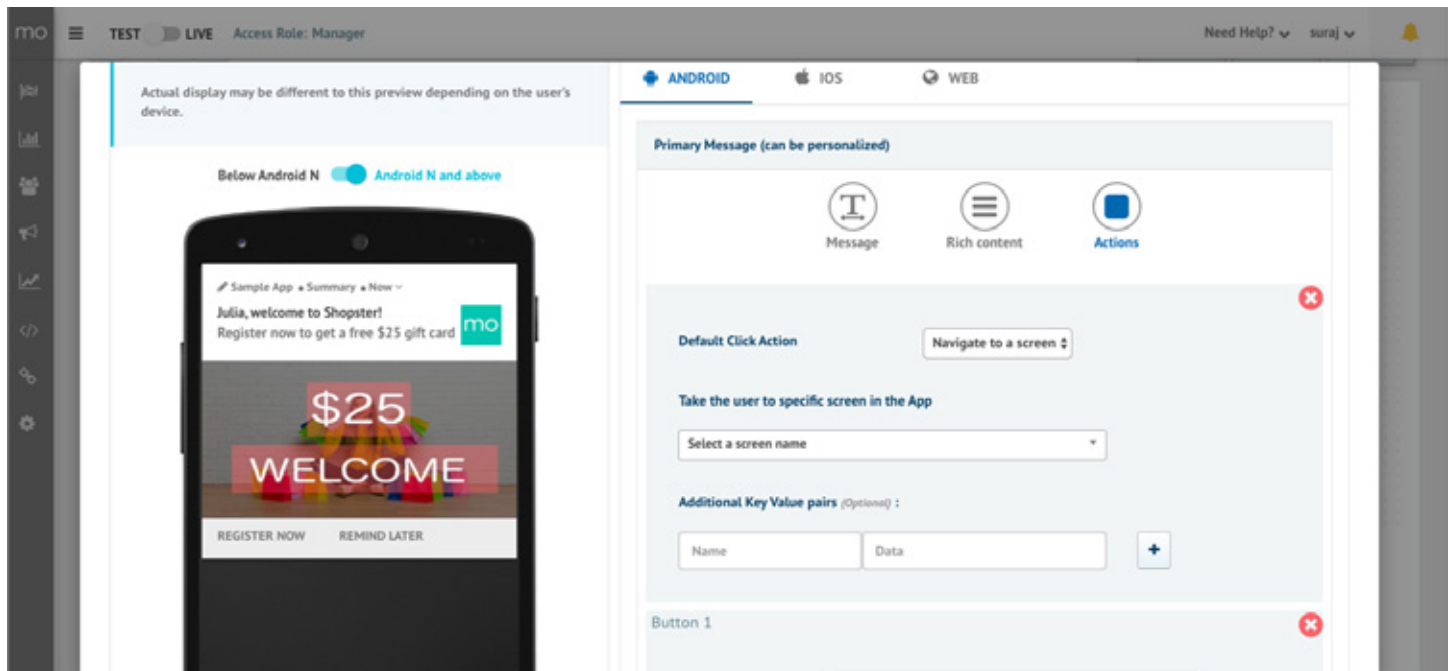 mo
TEST LIVE Access Role: Manager
Need Help? suraj
Actual display may be different to this preview depending on the user's
device.
Below Android N Android N and above
Sample App • Summary • Now
Julia, welcome to Shopster!
Register now to get a free $25 gift card
mo
$25
WELCOME
REGISTER NOW REMIND LATER
ANDROID IOS WEB
Primary Message (can be personalized)
T
Message Rich content Actions
Default Click Action Navigate to a screen
Take the user to specific screen in the App
Select a screen name
Additional Key Value pairs (Optional) :
Name Data +
Button 1